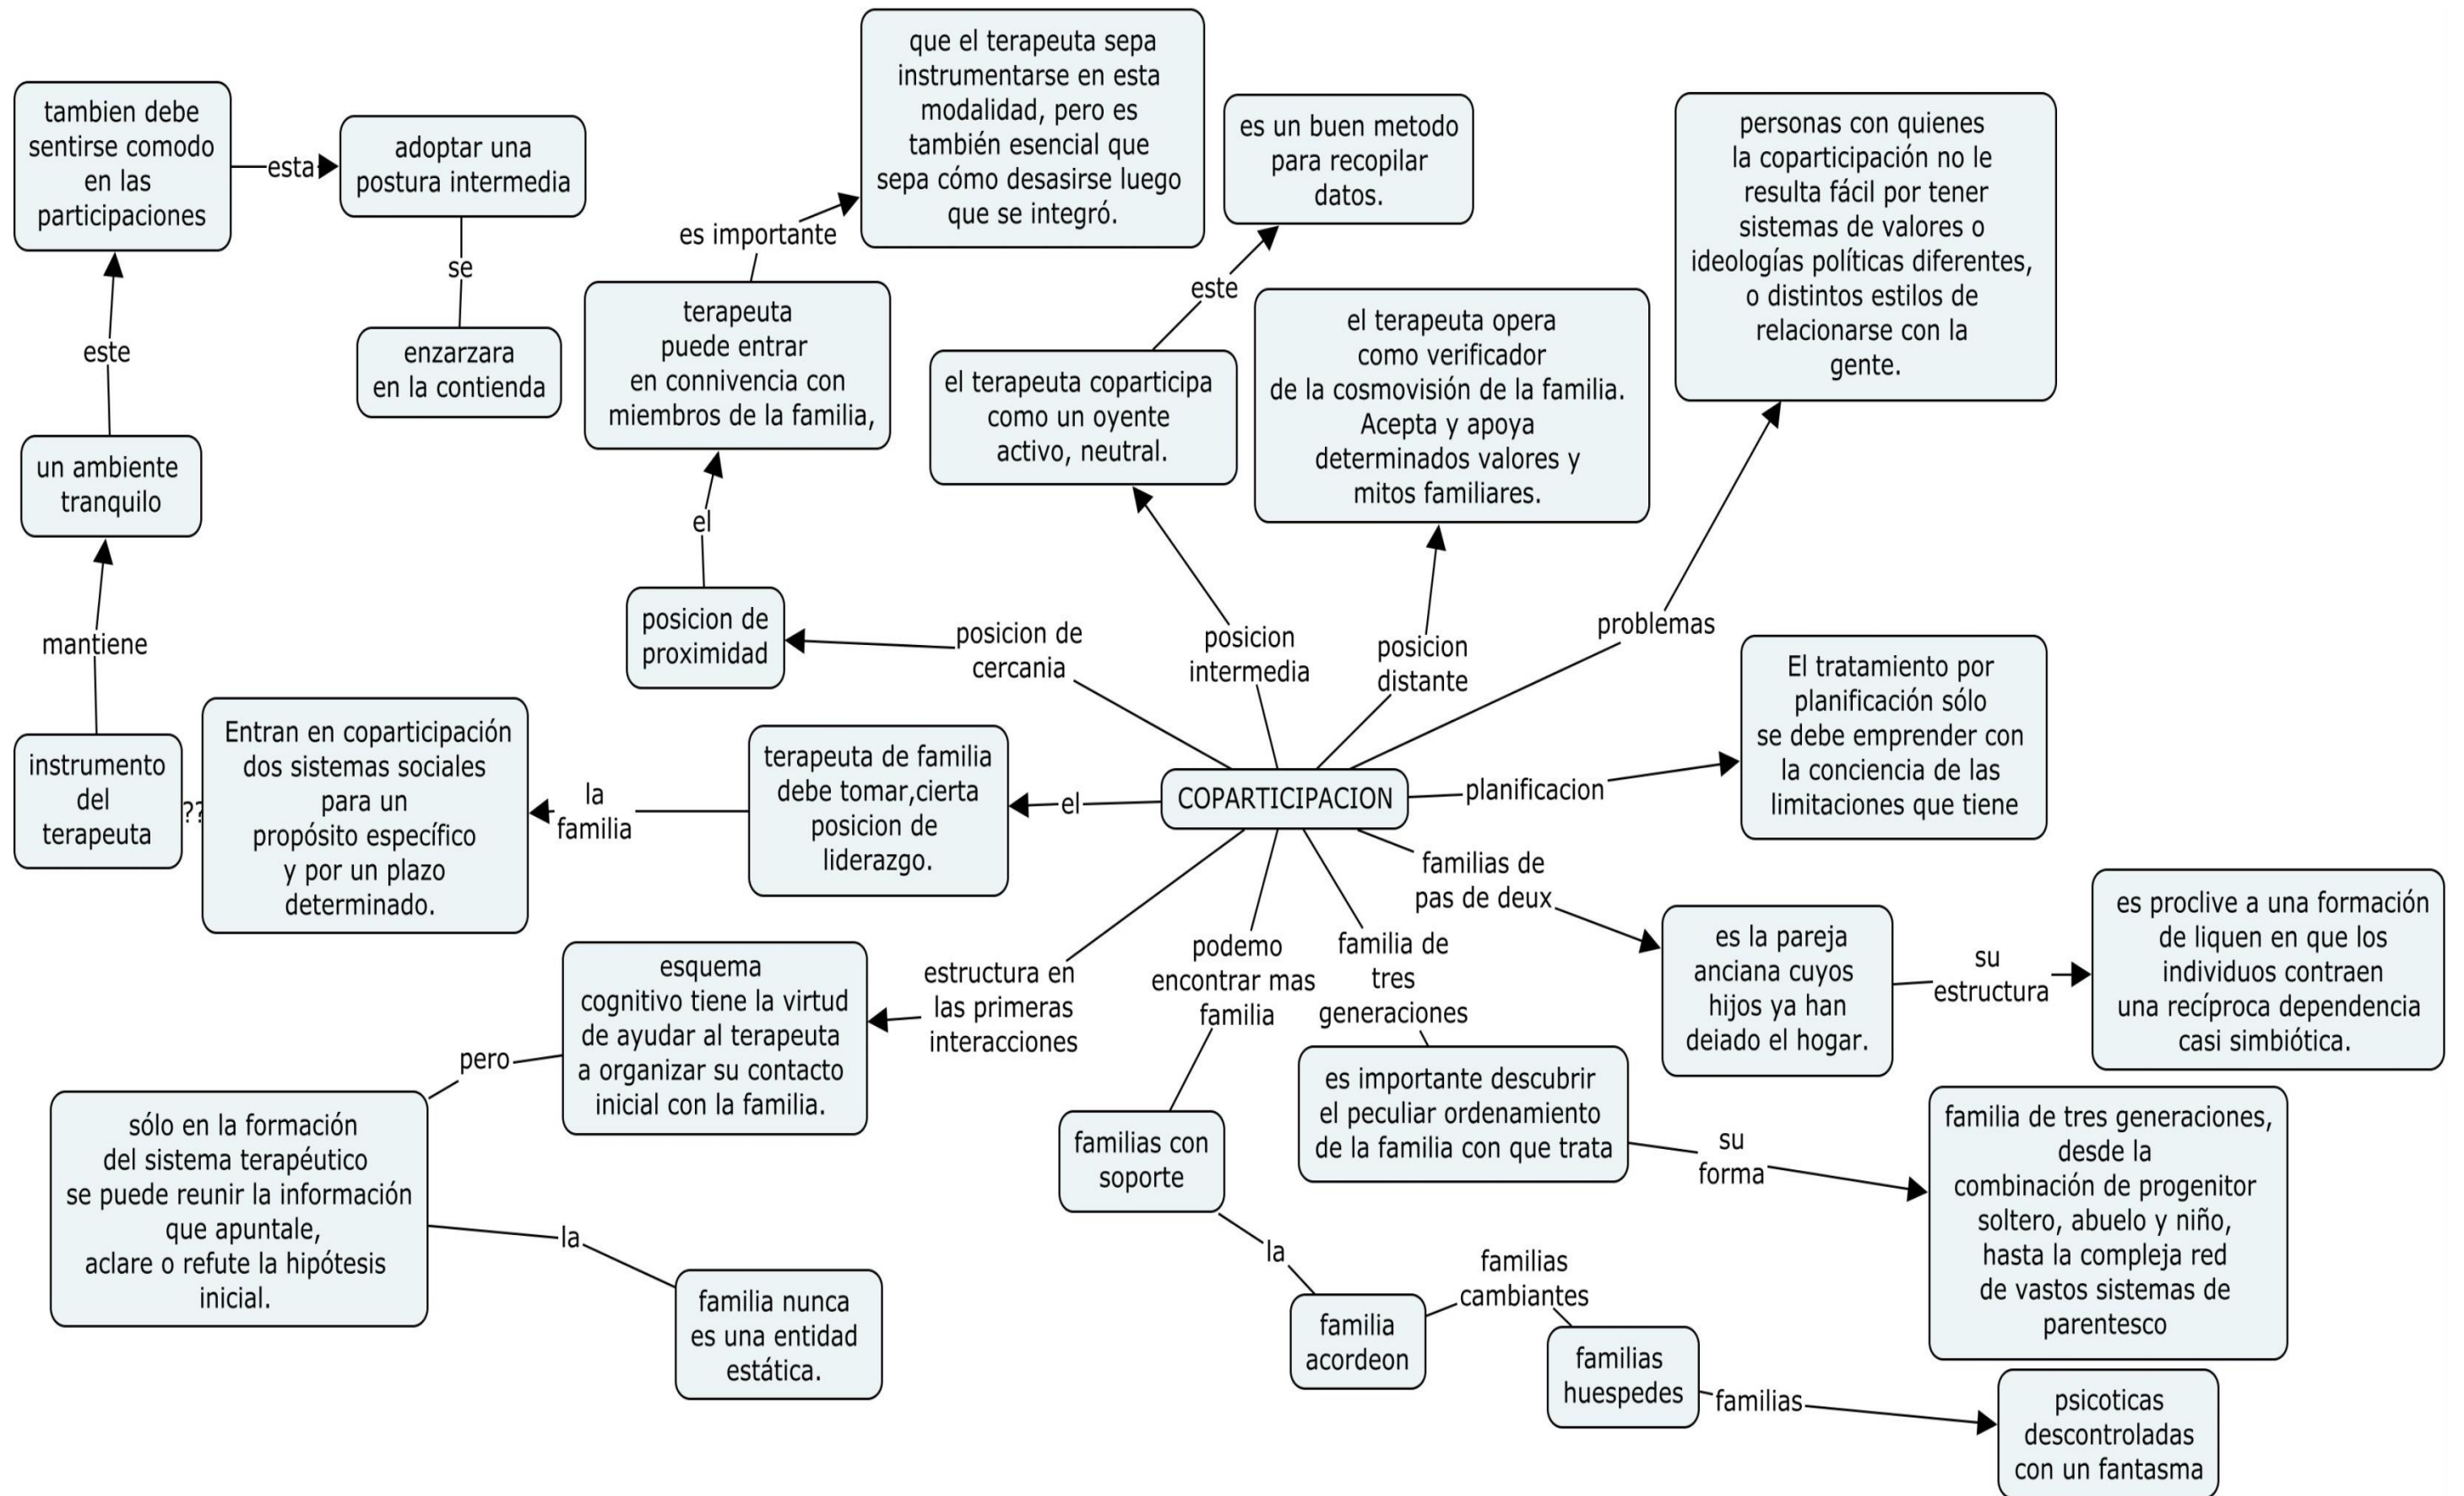 tambien debe
sentirse comodo
en las
participaciones
esta
adoptar una
postura intermedia
se
enzarzara
en la contienda
este
un ambiente
tranquilo
mantiene
instrumento
del
terapeuta
??
Entran en coparticipación
dos sistemas sociales
para un
propósito específico
y por un plazo
determinado.
la
familia
terapeuta de familia
debe tomar,cierta
posicion de
liderazgo.
el
COPARTICIPACION
que el terapeuta sepa
instrumentarse en esta
modalidad, pero es
también esencial que
sepa cómo desasirse luego
que se integró.
es importante
terapeuta
puede entrar
en connivencia con
miembros de la familia,
el
posicion de
proximidad
posicion de
cercania
es un buen metodo
para recopilar
datos.
este
el terapeuta coparticipa
como un oyente
activo, neutral.
posicion
intermedia
el terapeuta opera
como verificador
de la cosmovisión de la familia.
Acepta y apoya
determinados valores y
mitos familiares.
posicion
distante
personas con quienes
la coparticipación no le
resulta fácil por tener
sistemas de valores o
ideologías políticas diferentes,
o distintos estilos de
relacionarse con la
gente.
problemas
planificacion
El tratamiento por
planificación sólo
se debe emprender con
la conciencia de las
limitaciones que tiene
familias de
pas de deux
es la pareja
anciana cuyos
hijos ya han
deiado el hogar.
su
estructura
es proclive a una formación
de liquen en que los
individuos contraen
una recíproca dependencia
casi simbiótica.
familia de
tres
generaciones
es importante descubrir
el peculiar ordenamiento
de la familia con que trata
su
forma
familia de tres generaciones,
desde la
combinación de progenitor
soltero, abuelo y niño,
hasta la compleja red
de vastos sistemas de
parentesco
podemo
encontrar mas
familia
familias con
soporte
la
familia
acordeon
familias
cambiantes
familias
huespedes
familias
psicoticas
descontroladas
con un fantasma
estructura en
las primeras
interacciones
esquema
cognitivo tiene la virtud
de ayudar al terapeuta
a organizar su contacto
inicial con la familia.
pero
sólo en la formación
del sistema terapéutico
se puede reunir la información
que apuntale,
aclare o refute la hipótesis
inicial.
la
familia nunca
es una entidad
estática.